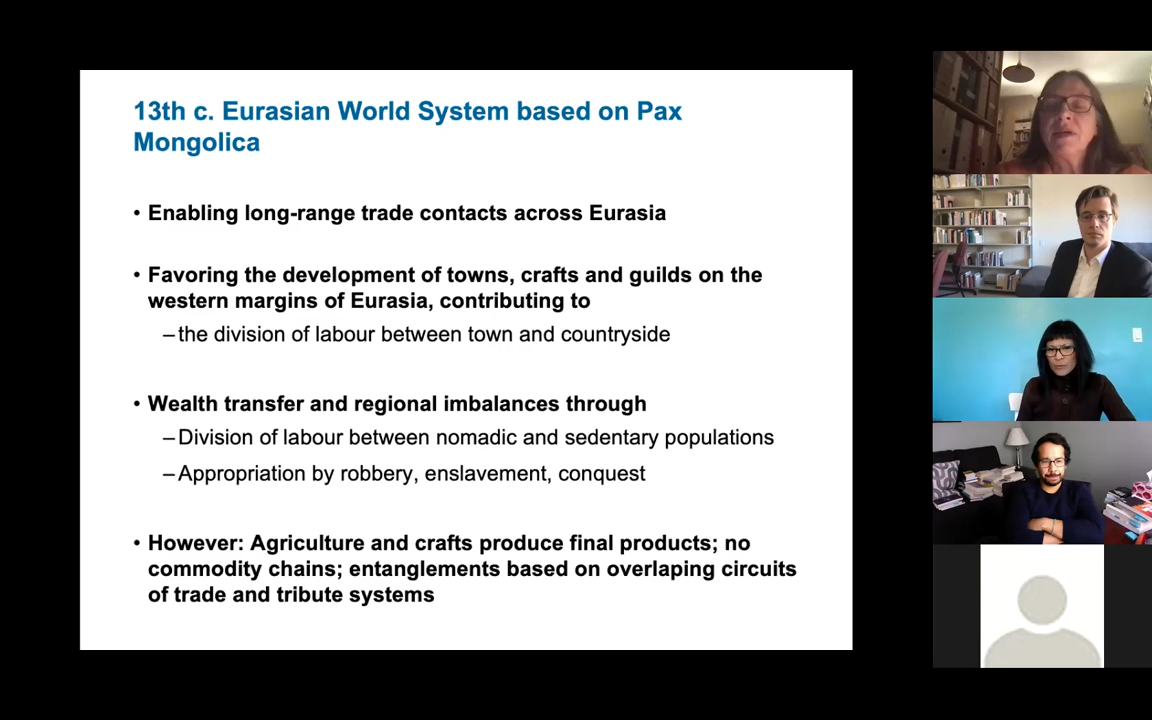 13th c. Eurasian World System based on Pax
Mongolica
• Enabling long-range trade contacts across Eurasia
• Favoring the development of towns, crafts and guilds on the
western margins of Eurasia, contributing to
–the division of labour between town and countryside
• Wealth transfer and regional imbalances through
–Division of labour between nomadic and sedentary populations
–Appropriation by robbery, enslavement, conquest
• However: Agriculture and crafts produce final products; no
commodity chains; entanglements based on overlaping circuits
of trade and tribute systems